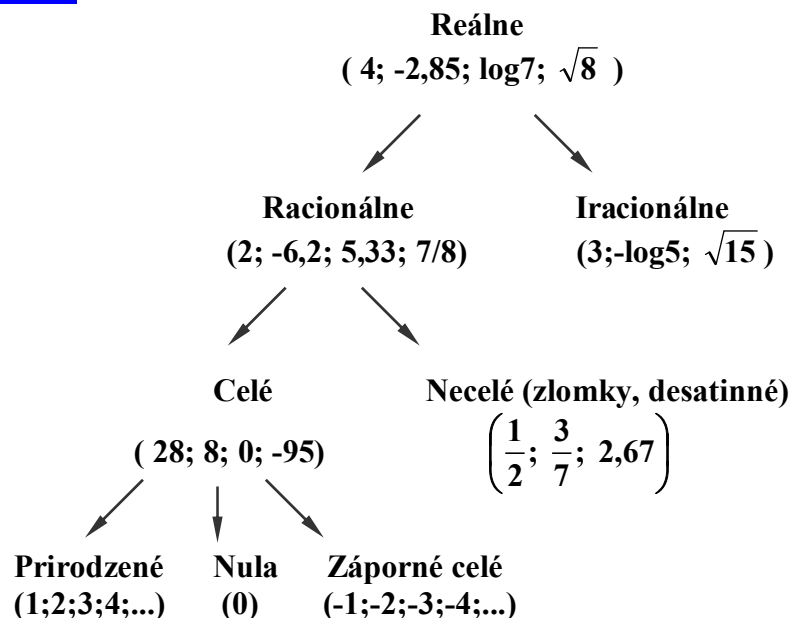 Reálne
( 4; -2,85; log7; √8 )
Racionálne Iracionálne
(2; -6,2; 5,33; 7/8) (3;-log5; √15 )
Celé Necelé (zlomky, desatinné)
( 28; 8; 0; -95) (1/2; 3/7; 2,67)
Prirodzené Nula Záporné celé
(1;2;3;4;...) (0) (-1;-2;-3;-4;...)